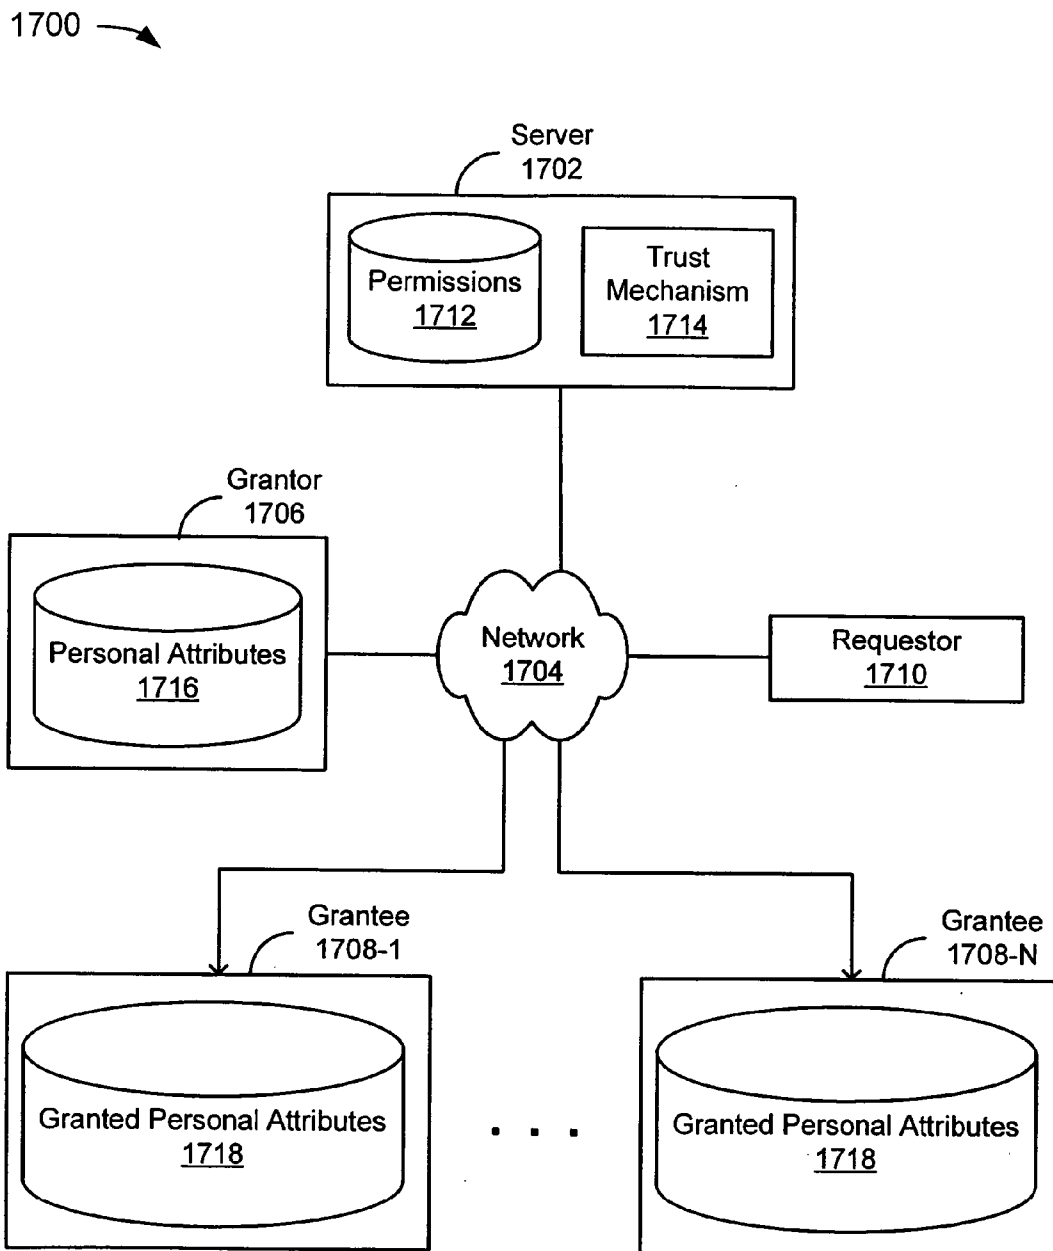 1700
Server
1702
Permissions
1712
Trust
Mechanism
1714
Grantor
1706
Personal Attributes
1716
Network
1704
Requestor
1710
Grantee
1708-1
Grantee
1708-N
Granted Personal Attributes
1718
. . .
Granted Personal Attributes
1718